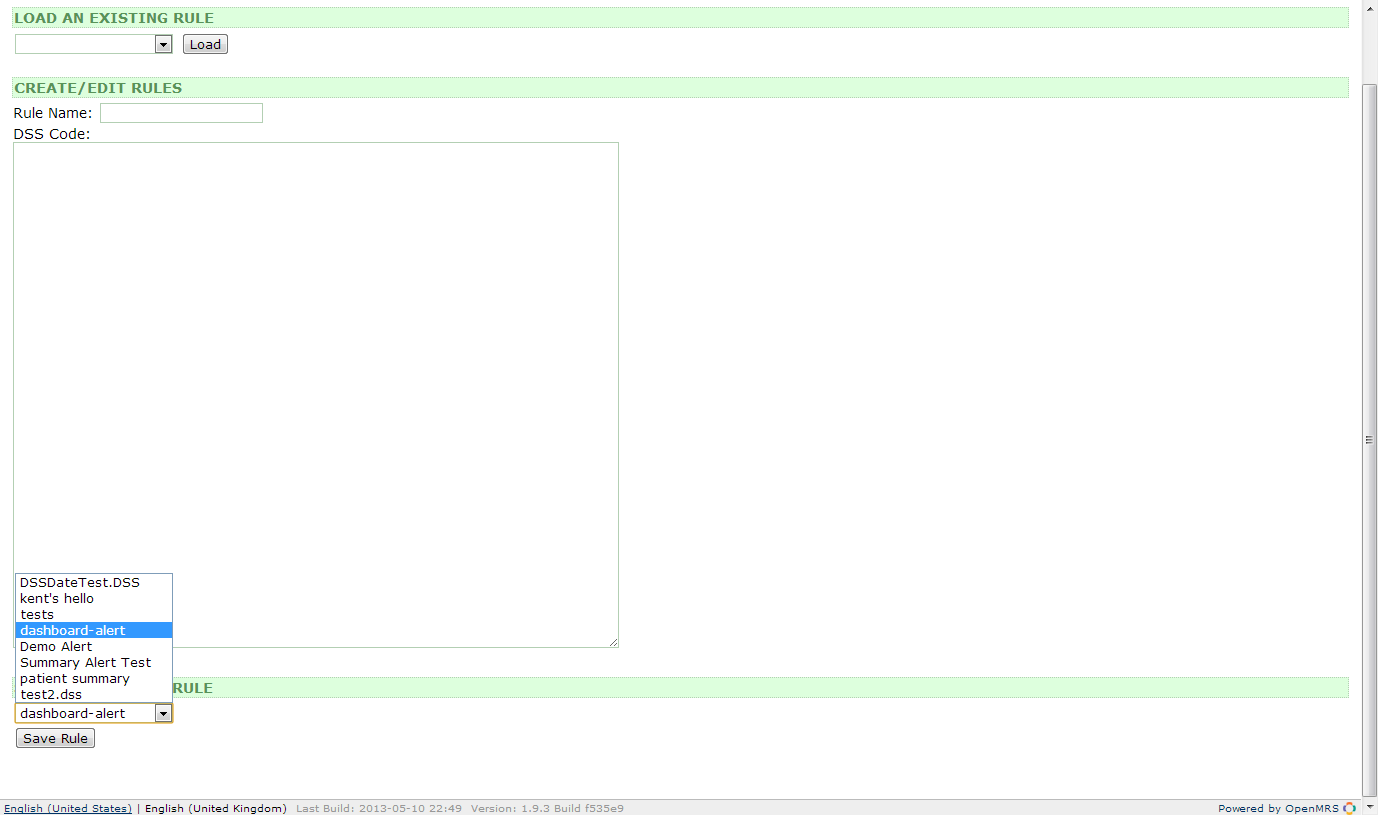 LOAD AN EXISTING RULE
Load
CREATE/EDIT RULES
Rule Name:
DSS Code:
DSSDateTest.DSS
kent's hello
tests
dashboard-alert
Demo Alert
Summary Alert Test
patient summary
test2.dss
RULE
dashboard-alert
Save Rule
English (United States) | English (United Kingdom) Last Build: 2013-05-10 22:49 Version: 1.9.3 Build f535e9 Powered by OpenMRS